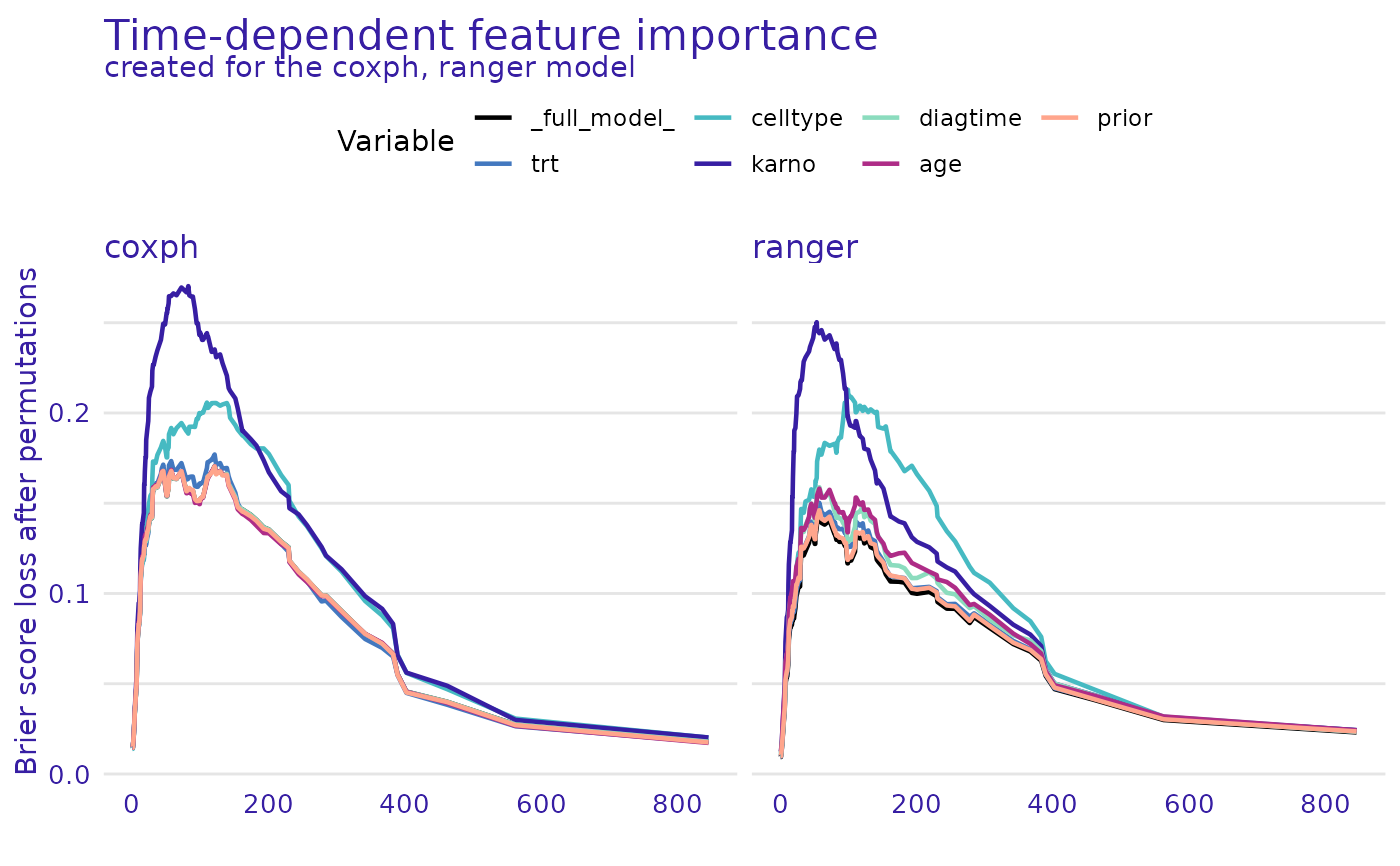 Time-dependent feature importance
created for the coxph, ranger model
Variable
_full_model_ celltype diagtime prior
trt karno age
coxph ranger
Brier score loss after permutations
0.2
0.1
0.0
0 200 400 600 800 0 200 400 600 800